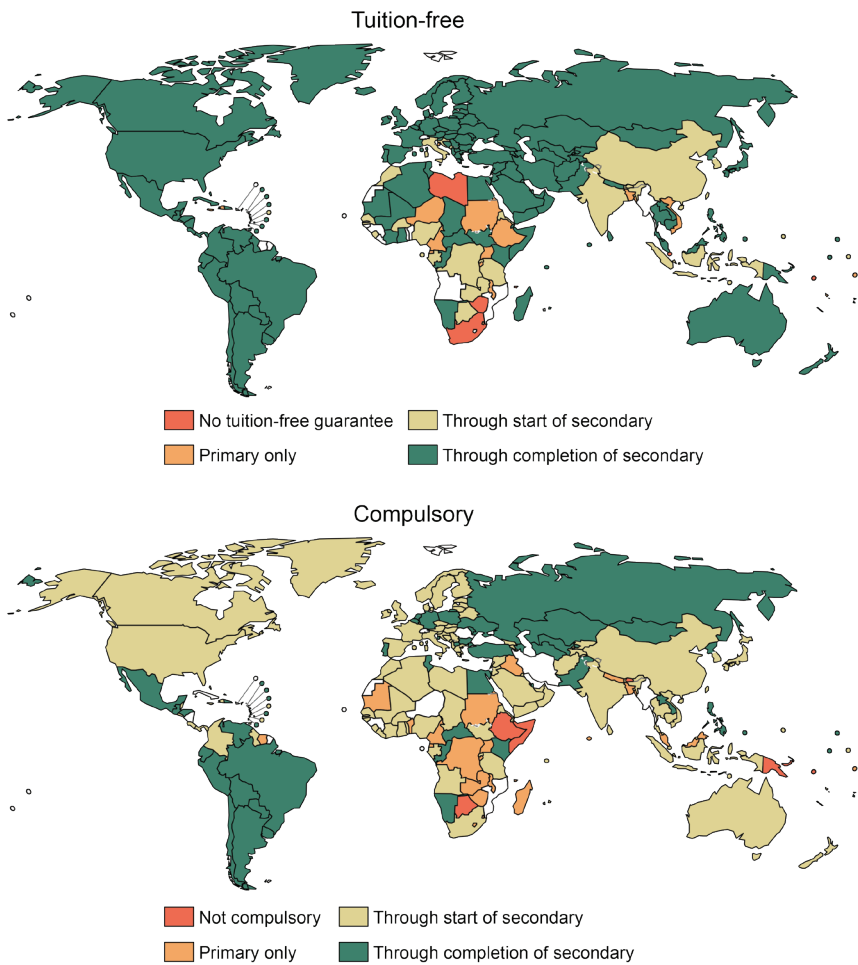 Tuition-free
No tuition-free guarantee
Through start of secondary
Primary only
Through completion of secondary
Compulsory
Not compulsory
Through start of secondary
Primary only
Through completion of secondary